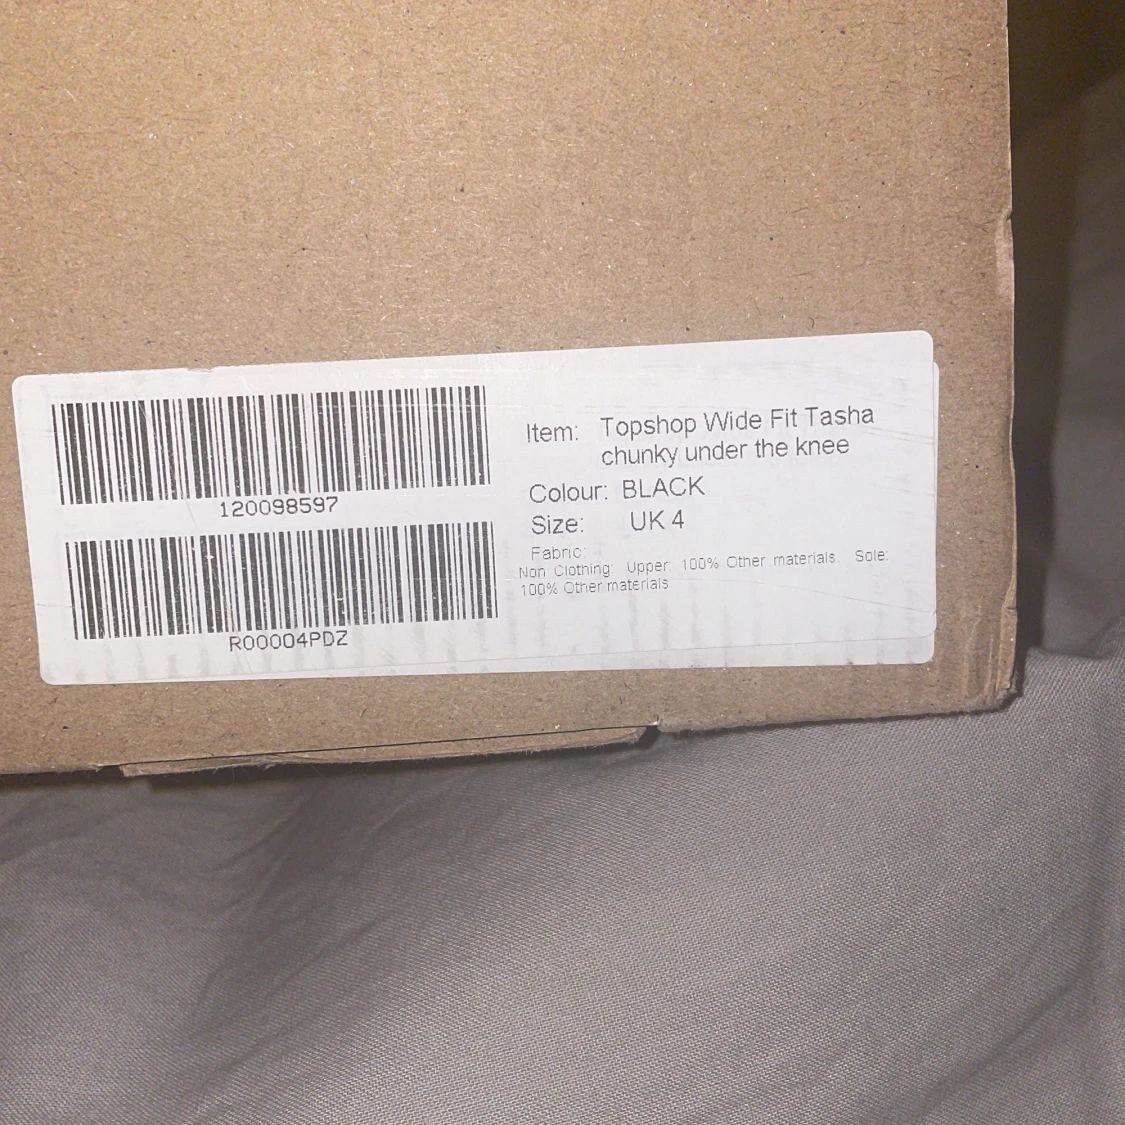 120098597
R00004PDZ
Item: Topshop Wide Fit Tasha
chunky under the knee
Colour: BLACK
Size: UK 4
Fabric:
Non Clothing: Upper: 100% Other materials. Sole:
100% Other materials